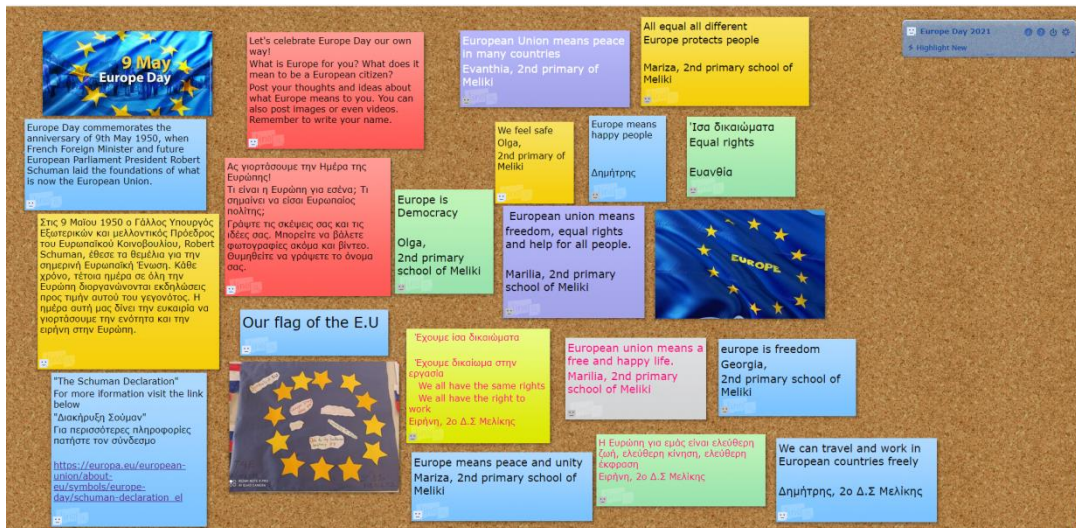 9 May
Europe Day
Europe Day commemorates the
anniversary of 9th May 1950, when
French Foreign Minister and future
European Parliament President Robert
Schuman laid the foundations of what
is now the European Union.
Στις 9 Μαΐου 1950 ο Γάλλος Υπουργός
Εξωτερικών και μελλοντικός Πρόεδρος
του Ευρωπαϊκού Κοινοβουλίου, Robert
Schuman, έθεσε τα θεμέλια για την
σημερινή Ευρωπαϊκή Ένωση. Κάθε
χρόνο, τέτοια ημέρα σε όλη την
Ευρώπη διοργανώνονται εκδηλώσεις
προς τιμήν αυτού του γεγονότος. Η
ημέρα αυτή μας δίνει την ευκαιρία να
γιορτάσουμε την ενότητα και την
ειρήνη στην Ευρώπη.
"The Schuman Declaration"
For more iformation visit the link
below
"Διακήρυξη Σούμαν"
Για περισσότερες πληροφορίες
πατήστε τον σύνδεσμο
https://europa.eu/european-
union/about-
eu/symbols/europe-
day/schuman-declaration_el
Let's celebrate Europe Day our own
way!
What is Europe for you? What does it
mean to be a European citizen?
Post your thoughts and ideas about
what Europe means to you. You can
also post images or even videos.
Remember to write your name.
Ας γιορτάσουμε την Ημέρα της
Ευρώπης!
Τι είναι η Ευρώπη για εσένα; Τι
σημαίνει να είσαι Ευρωπαίος
πολίτης;
Γράψτε τις σκέψεις σας και τις
ιδέες σας. Μπορείτε να βάλετε
φωτογραφίες ακόμα και βίντεο.
Θυμηθείτε να γράψετε το όνομα
σας.
Our flag of the E.U
European Union means peace
in many countries
Evanthia, 2nd primary of
Meliki
All equal all different
Europe protects people
Mariza, 2nd primary school of
Meliki
We feel safe
Olga,
2nd primary of
Meliki
Europe means
happy people
Δημήτρης
Ίσα δικαιώματα
Equal rights
Ευανθία
Europe is
Democracy
Olga,
2nd primary
school of Meliki
European union means
freedom, equal rights
and help for all people.
Marilia, 2nd primary
school of Meliki
EUROPE
Έχουμε ίσα δικαιώματα
Έχουμε δικαίωμα στην
εργασία
We all have the same rights
We all have the right to
work
Ειρήνη, 2ο Δ.Σ Μελίκης
European union means a
free and happy life.
Marilia, 2nd primary
school of Meliki
europe is freedom
Georgia,
2nd primary school of
Meliki
Europe means peace and unity
Mariza, 2nd primary school of
Meliki
Η Ευρώπη για εμάς είναι ελεύθερη
ζωή, ελεύθερη κίνηση, ελεύθερη
έκφραση
Ειρήνη, 2ο Δ.Σ Μελίκης
We can travel and work in
European countries freely
Δημήτρης, 2ο Δ.Σ Μελίκης
Europe Day 2021
Highlight New